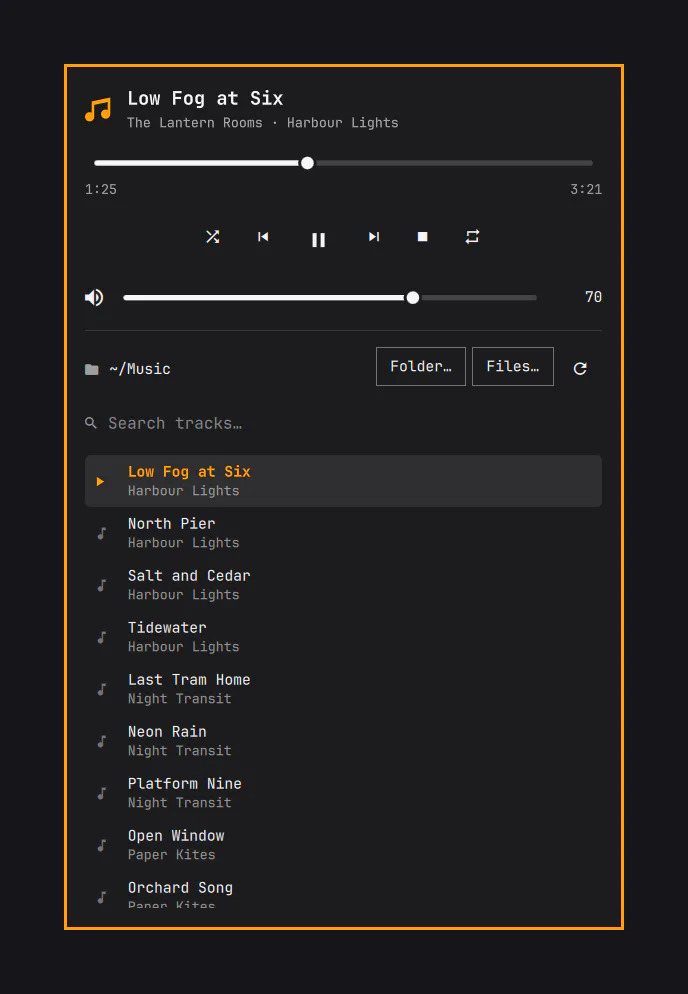 Low Fog at Six
The Lantern Rooms · Harbour Lights
1:25 3:21
70
~/Music Folder… Files…
Search tracks…
Low Fog at Six
Harbour Lights
North Pier
Harbour Lights
Salt and Cedar
Harbour Lights
Tidewater
Harbour Lights
Last Tram Home
Night Transit
Neon Rain
Night Transit
Platform Nine
Night Transit
Open Window
Paper Kites
Orchard Song
Paper Kites